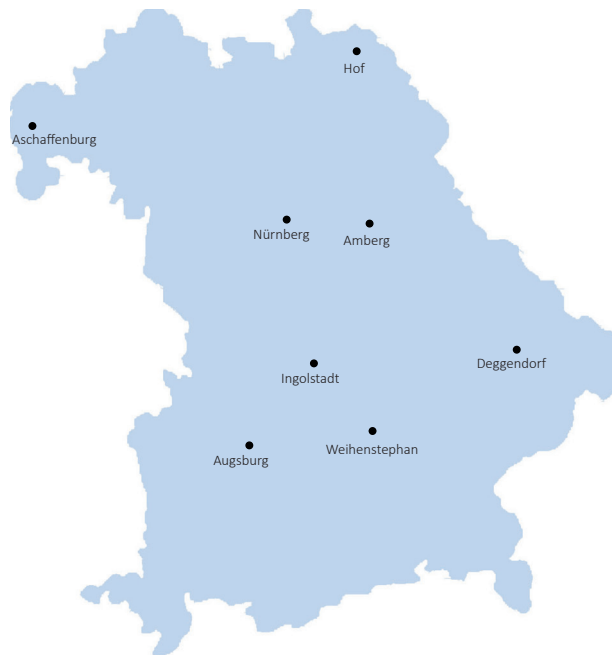 Hof
Aschaffenburg
Nürnberg
Amberg
Deggendorf
Ingolstadt
Weihenstephan
Augsburg